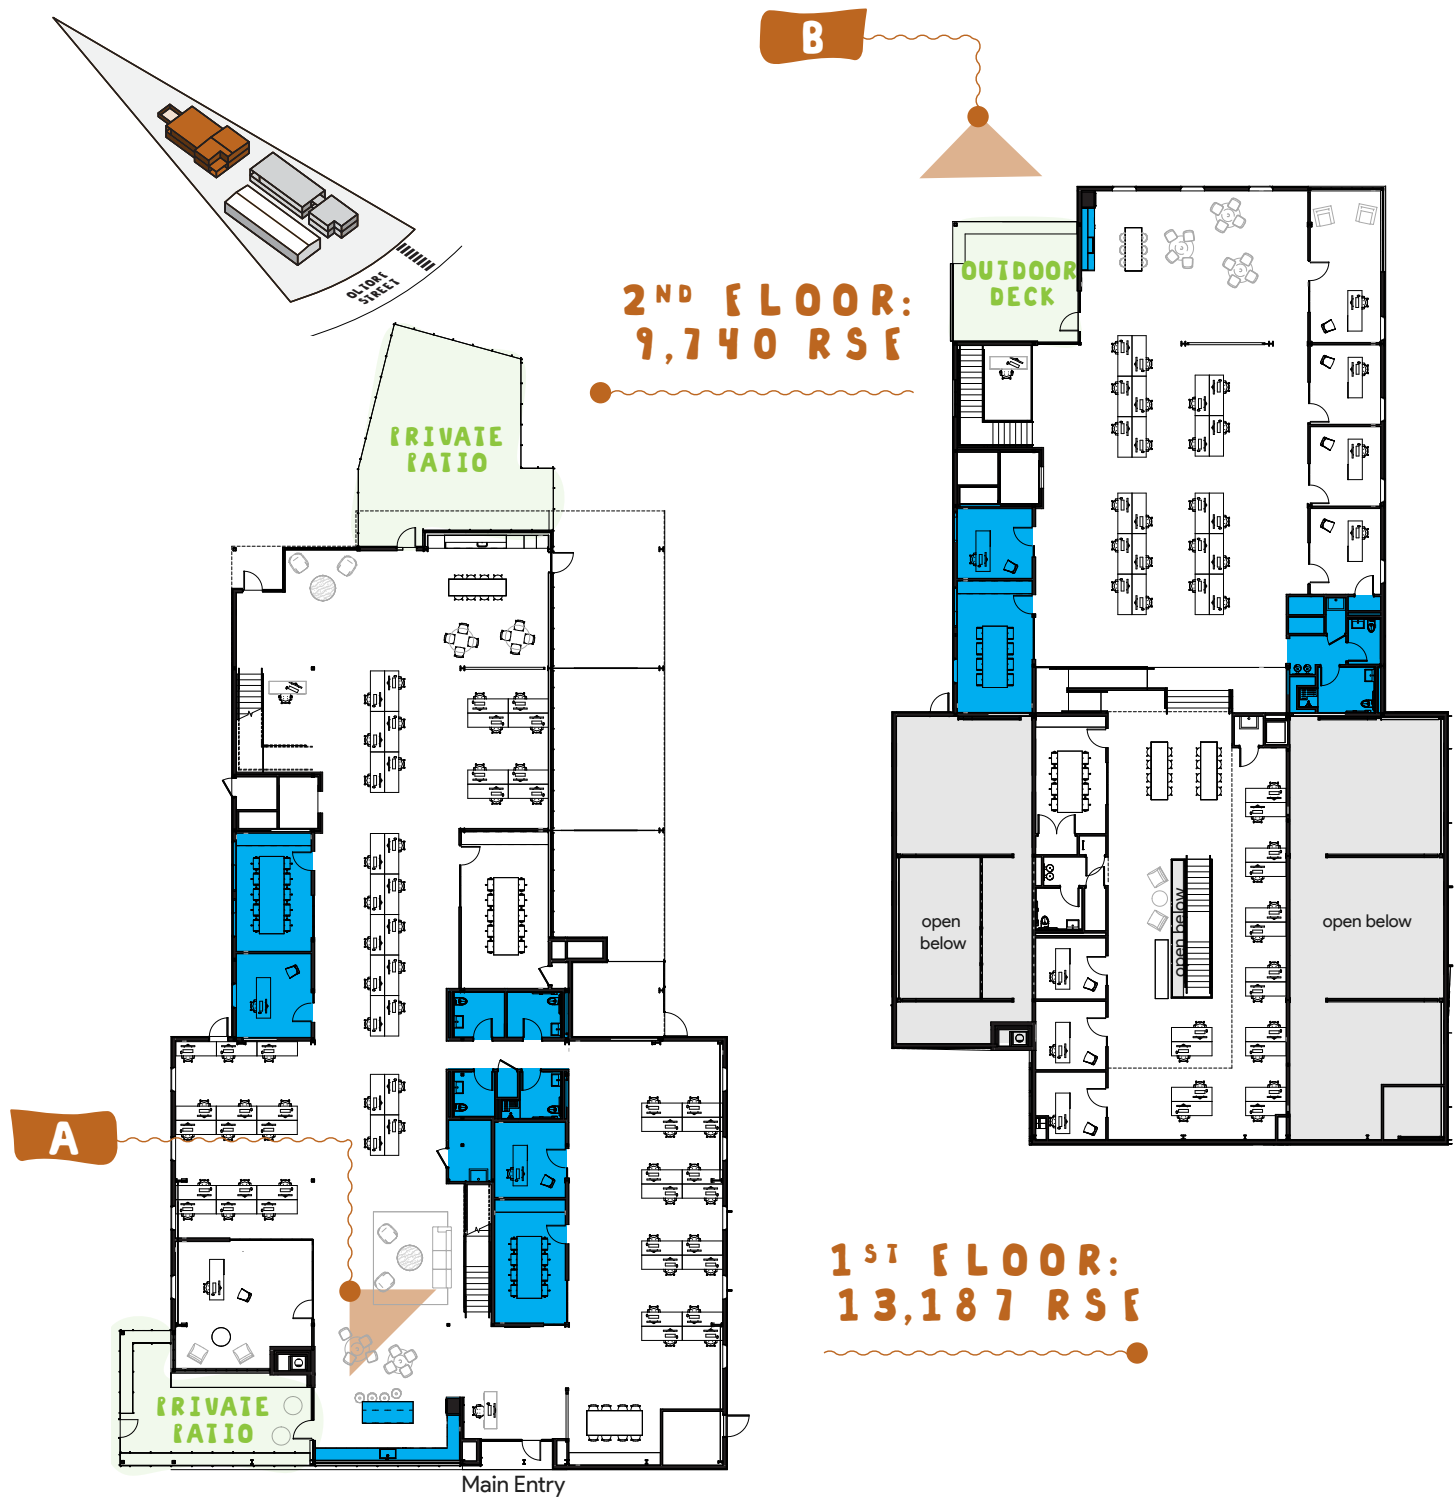 B
OLTORF
STREET
2ND FLOOR:
9,740 RSF
OUTDOOR
DECK
PRIVATE
PATIO
open
below
open below
open below
A
1ST FLOOR:
13,187 RSF
PRIVATE
PATIO
Main Entry